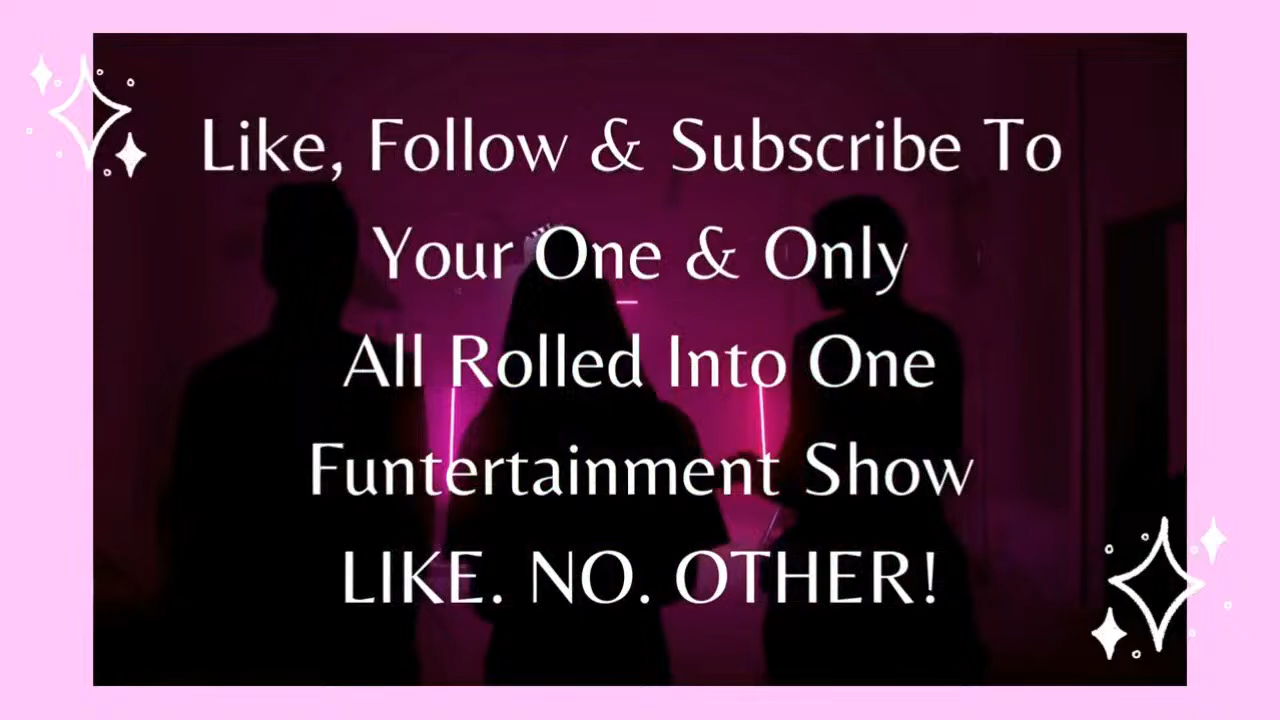 Like, Follow & Subscribe To
Your One & Only
All Rolled Into One
Funtertainment Show
LIKE. NO. OTHER!